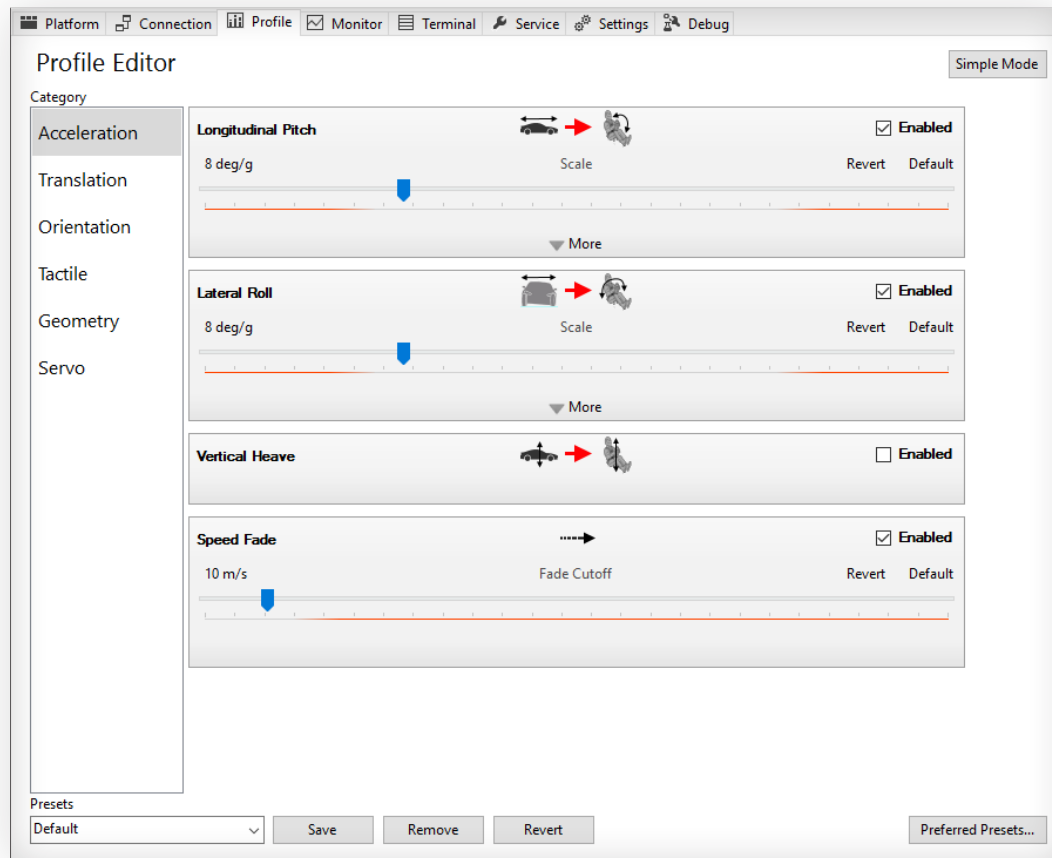 Platform Connection Profile Monitor Terminal Service Settings Debug
Profile Editor
Simple Mode
Category
Acceleration
Translation
Orientation
Tactile
Geometry
Servo
Longitudinal Pitch Enabled
8 deg/g Scale Revert Default
More
Lateral Roll Enabled
8 deg/g Scale Revert Default
More
Vertical Heave Enabled
Speed Fade Enabled
10 m/s Fade Cutoff Revert Default
Presets
Default Save Remove Revert Preferred Presets...